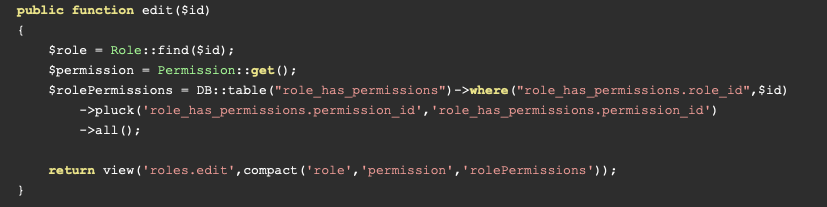 public function edit($id)
{
    $role = Role::find($id);
    $permission = Permission::get();
    $rolePermissions = DB::table("role_has_permissions")->where("role_has_permissions.role_id",$id)
        ->pluck('role_has_permissions.permission_id','role_has_permissions.permission_id')
        ->all();

    return view('roles.edit',compact('role','permission','rolePermissions'));
}